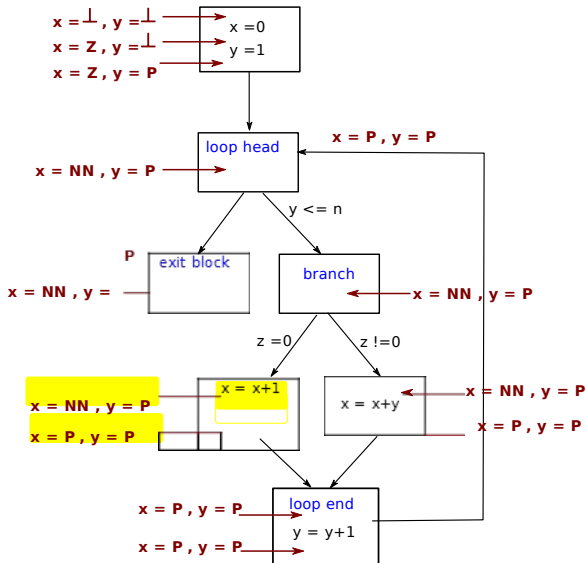 x = ⊥ , y = ⊥
x = Z , y = ⊥
x = Z , y = P
x =0
y =1
x = P , y = P
loop head
x = NN , y = P
y <= n
P
exit block
x = NN , y =
branch
x = NN , y = P
z =0
z !=0
x = x+1
x = NN , y = P
x = P , y = P
x = x+y
x = NN , y = P
x = P , y = P
loop end
x = P , y = P
y = y+1
x = P , y = P